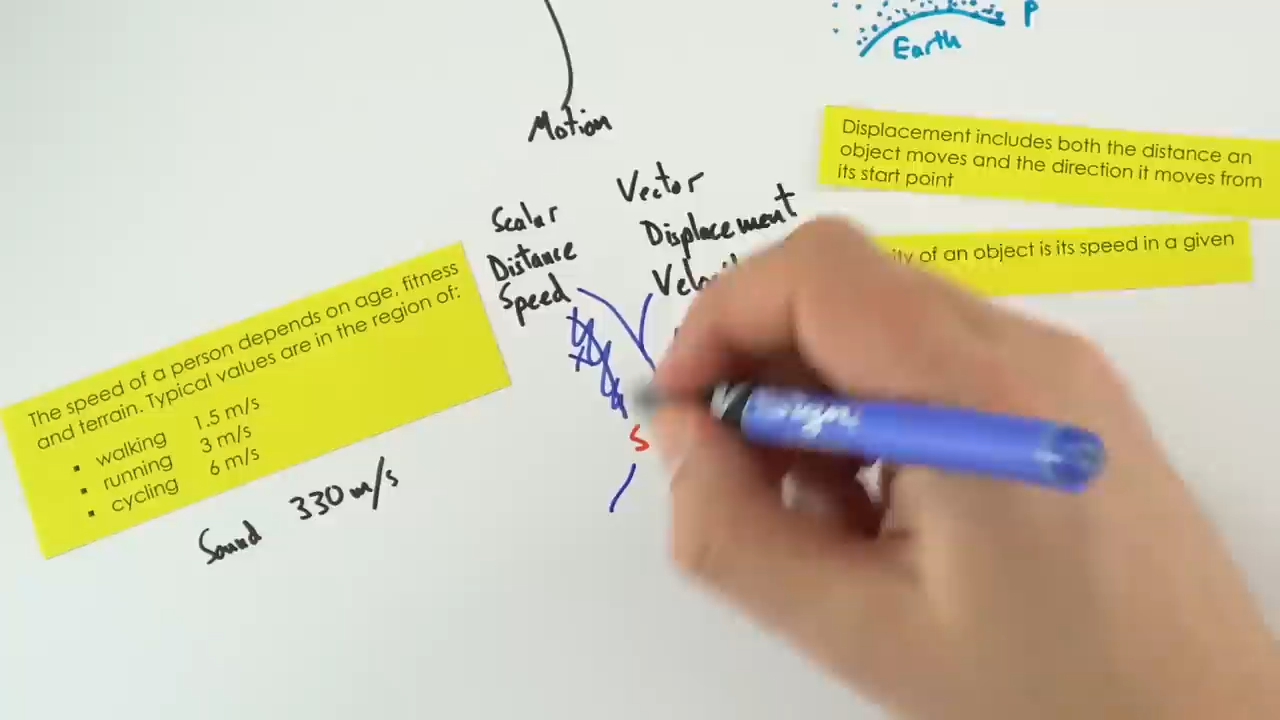 P
Earth
Motion
Displacement includes both the distance an
object moves and the direction it moves from
its start point
Vector
Scalar
Displacement
Distance
Speed
ity of an object is its speed in a given
The speed of a person depends on age, fitness
and terrain. Typical values are in the region of:
▪ walking 1.5 m/s
▪ running 3 m/s
▪ cycling 6 m/s
Sound 330 m/s
s